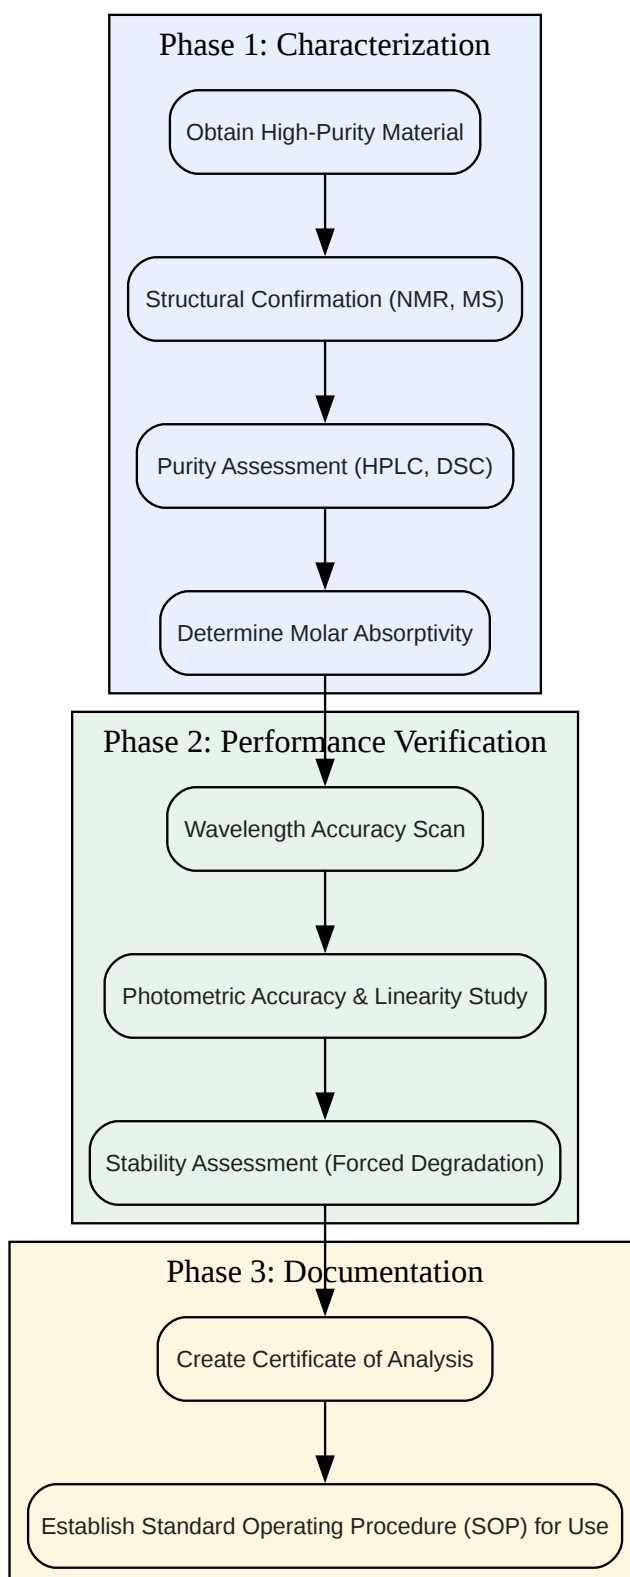 Phase 1: Characterization
Obtain High-Purity Material
Structural Confirmation (NMR, MS)
Purity Assessment (HPLC, DSC)
Determine Molar Absorptivity
Phase 2: Performance Verification
Wavelength Accuracy Scan
Photometric Accuracy & Linearity Study
Stability Assessment (Forced Degradation)
Phase 3: Documentation
Create Certificate of Analysis
Establish Standard Operating Procedure (SOP) for Use